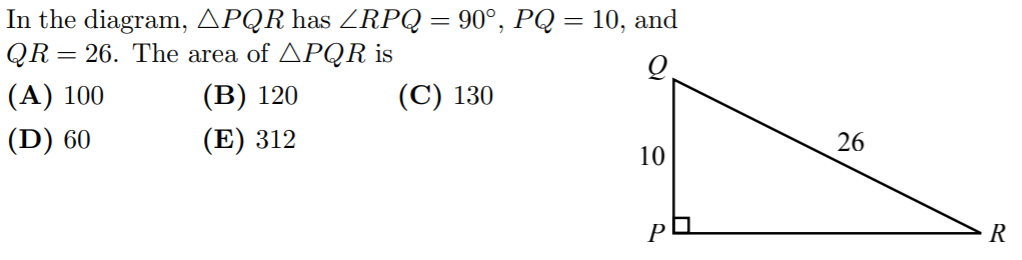 In the diagram, △PQR has ∠RPQ = 90°, PQ = 10, and
QR = 26. The area of △PQR is
(A) 100 (B) 120 (C) 130
(D) 60 (E) 312
Q
26
10
P
R